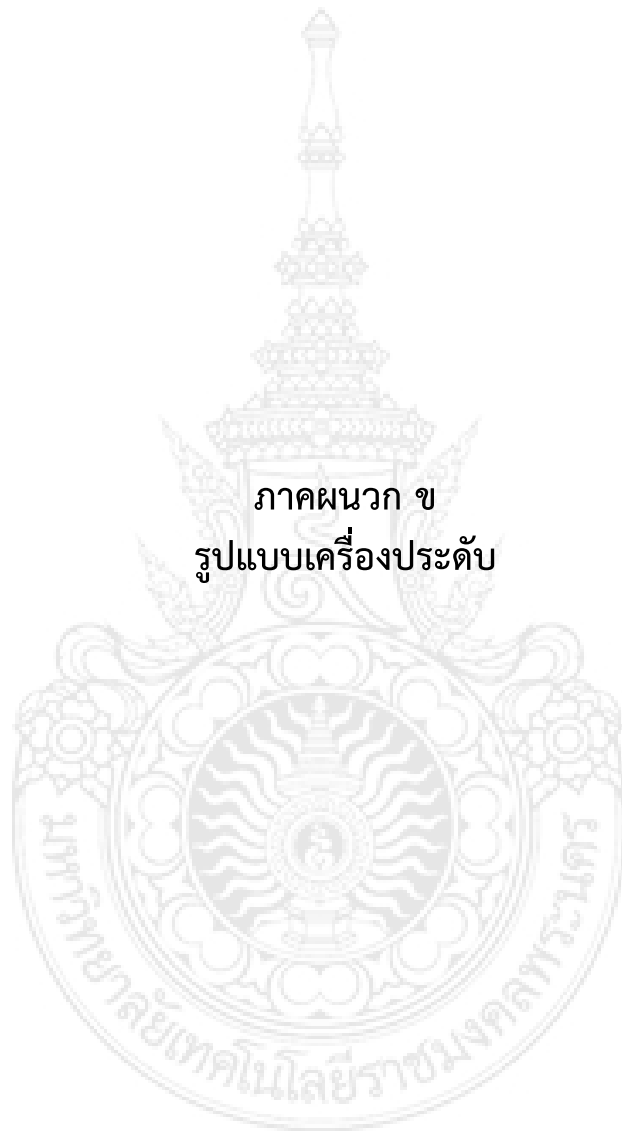 ภาคผนวก ข
รูปแบบเครื่องประดับ
มหาวิทยาลัยเทคโนโลยีราชมงคลพระนคร